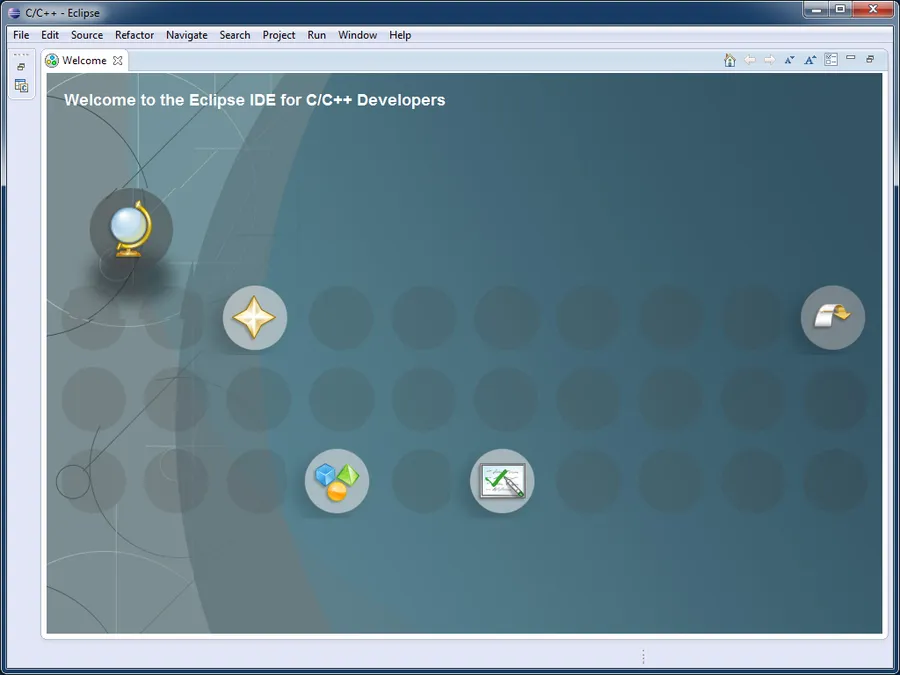 C/C++ - Eclipse
File Edit Source Refactor Navigate Search Project Run Window Help
Welcome
Welcome to the Eclipse IDE for C/C++ Developers